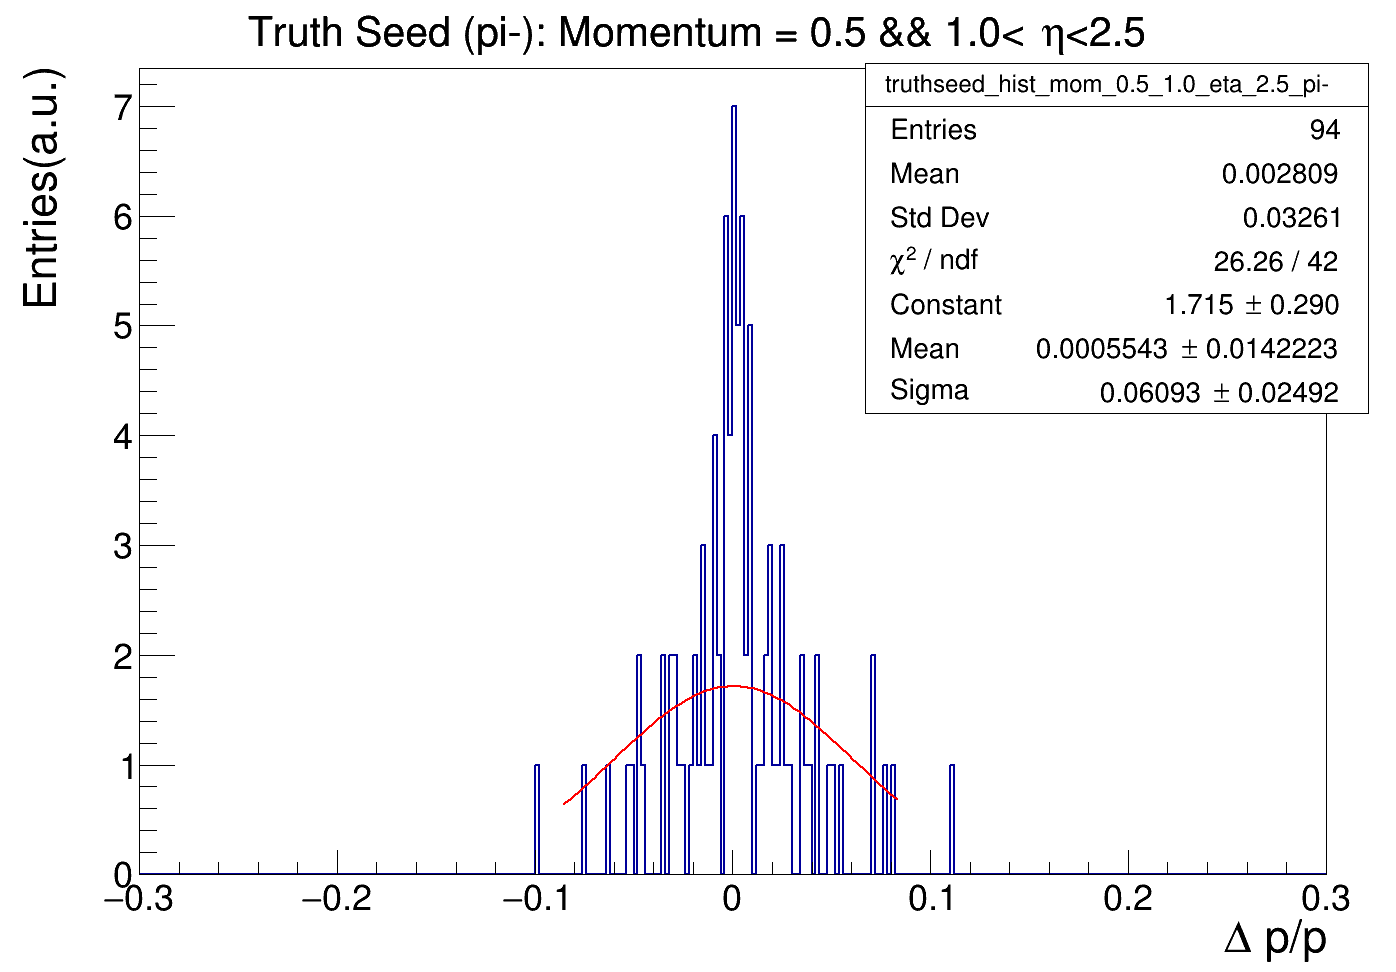 Truth Seed (pi-): Momentum = 0.5 && 1.0< η<2.5
Entries(a.u.)
truthseed_hist_mom_0.5_1.0_eta_2.5_pi-
Entries 94
Mean 0.002809
Std Dev 0.03261
χ² / ndf 26.26 / 42
Constant 1.715 ± 0.290
Mean 0.0005543 ± 0.0142223
Sigma 0.06093 ± 0.02492
7
6
5
4
3
2
1
0
−0.3 −0.2 −0.1 0 0.1 0.2 0.3
Δ p/p